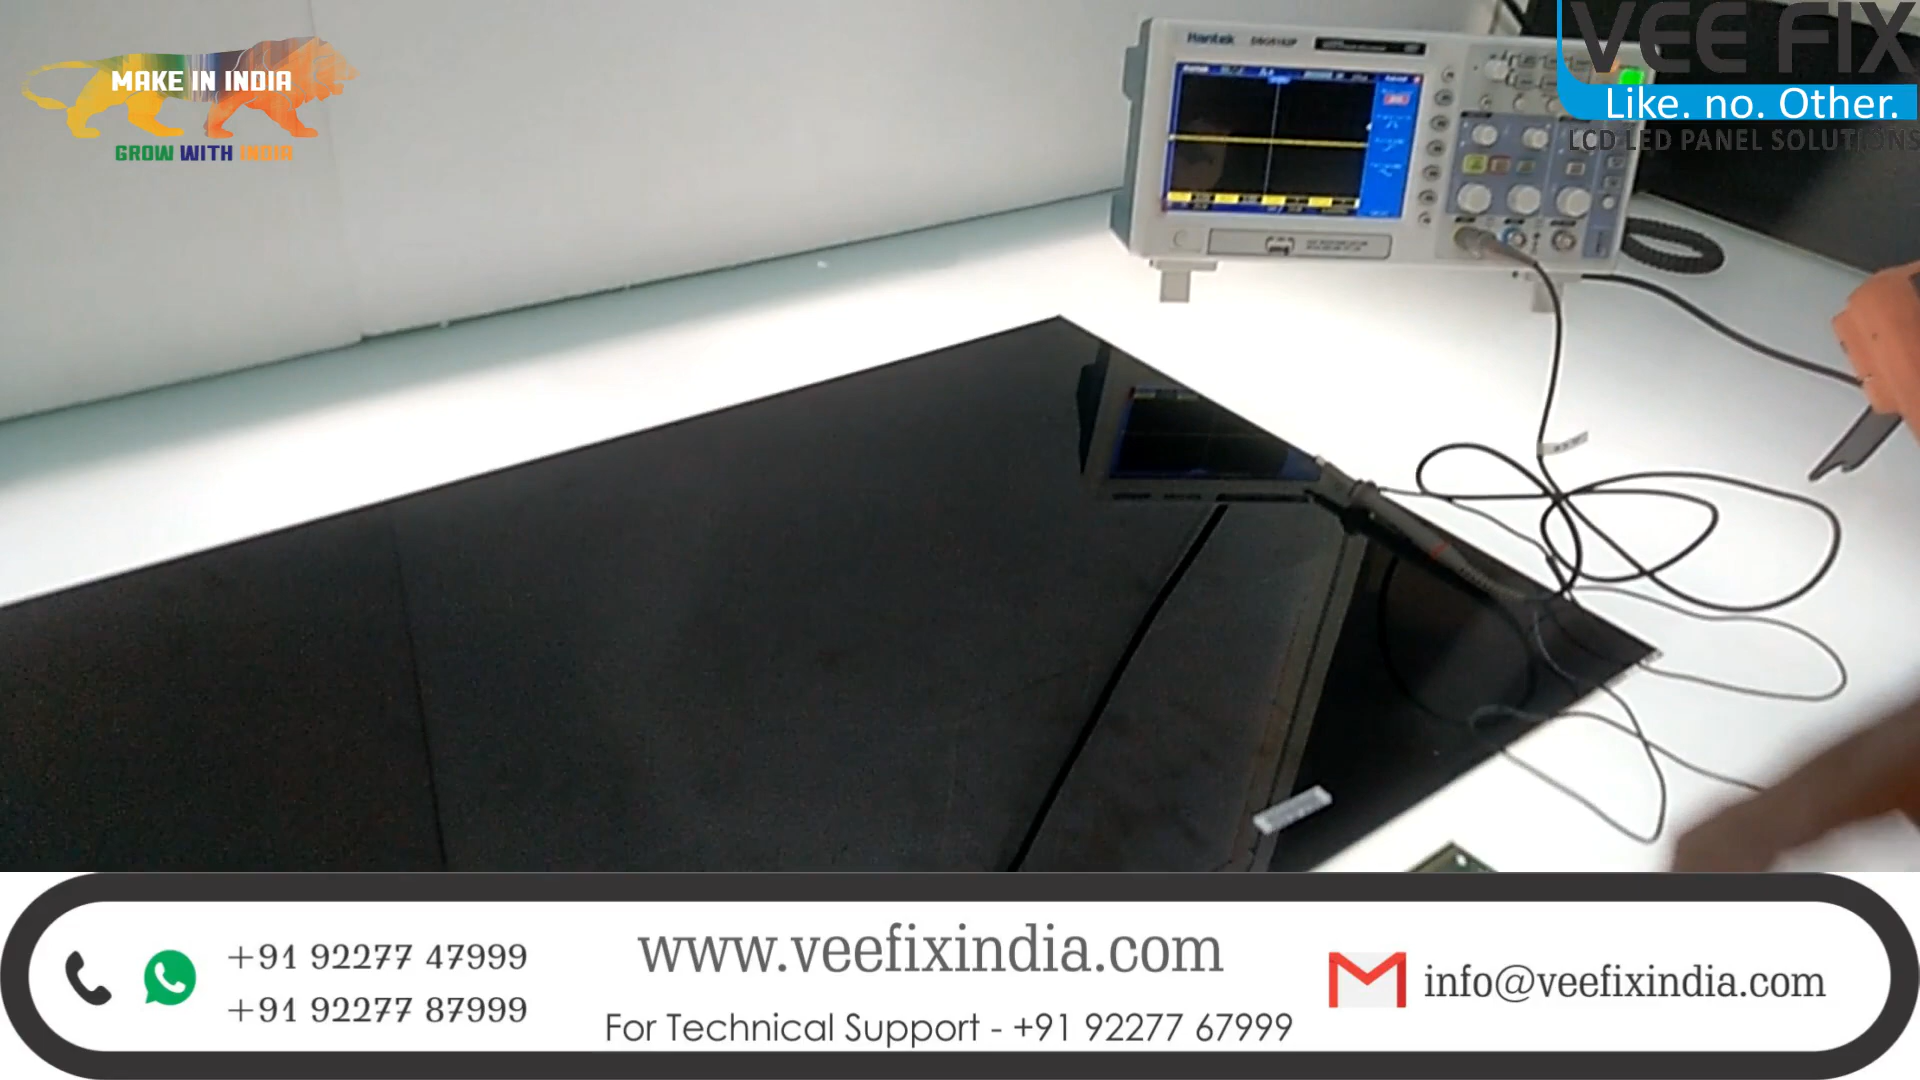 MAKE IN INDIA
GROW WITH INDIA
Hantek DSO5102P
VEE FIX
Like. no. Other.
LCD LED PANEL SOLUTIONS
+91 92277 47999
+91 92277 87999
www.veefixindia.com
For Technical Support - +91 92277 67999
info@veefixindia.com